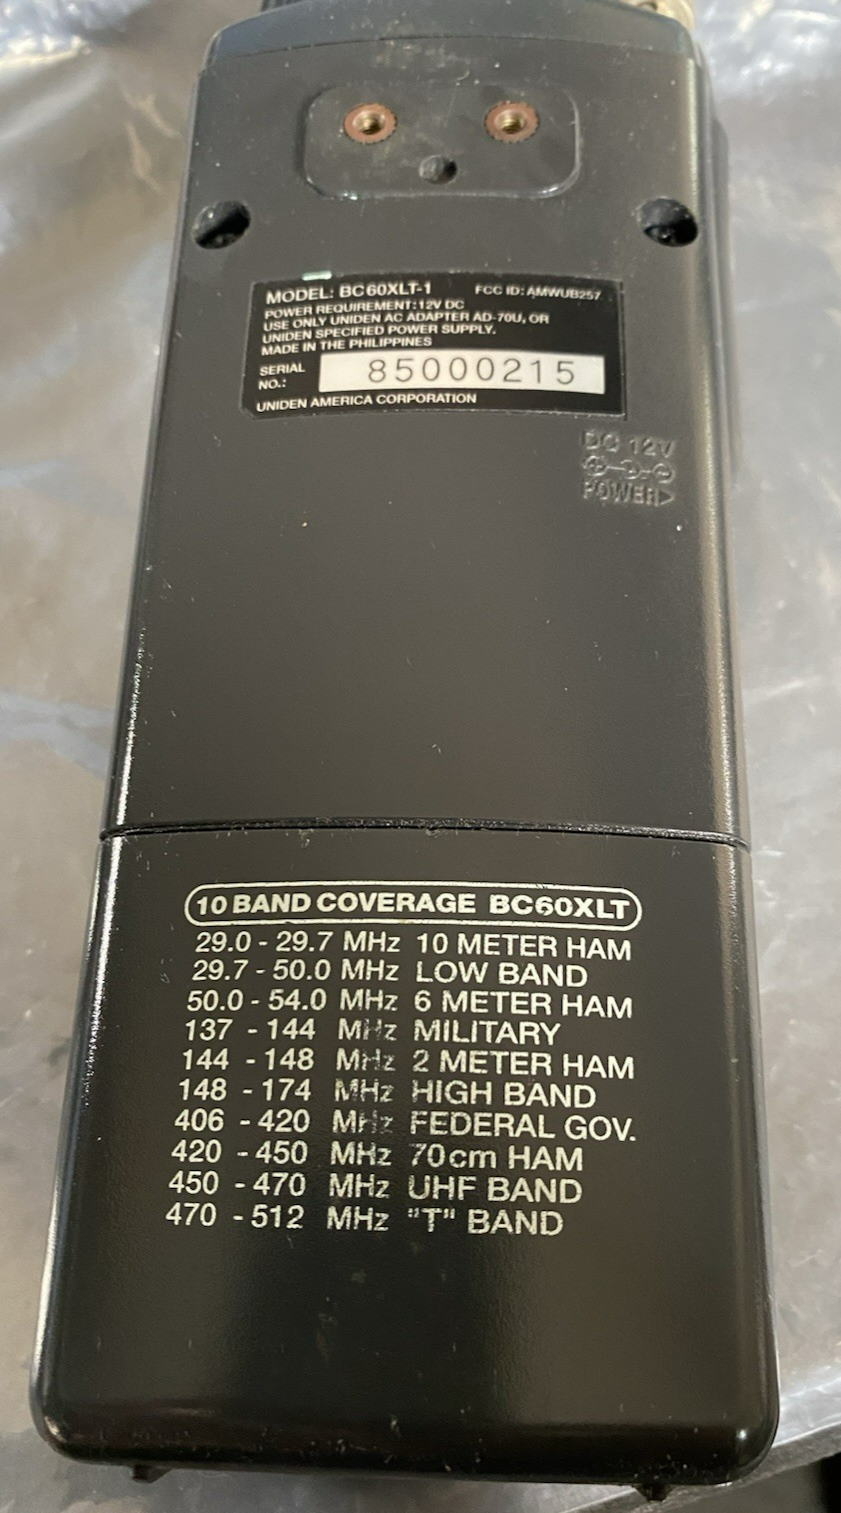 MODEL: BC60XLT-1 FCC ID: AMWUB257
POWER REQUIREMENT: 12V DC
USE ONLY UNIDEN AC ADAPTER AD-70U, OR
UNIDEN SPECIFIED POWER SUPPLY.
MADE IN THE PHILIPPINES
SERIAL
NO.: 85000215
UNIDEN AMERICA CORPORATION
DC 12V
POWER
10 BAND COVERAGE BC60XLT
29.0 - 29.7 MHz 10 METER HAM
29.7 - 50.0 MHz LOW BAND
50.0 - 54.0 MHz 6 METER HAM
137 - 144 MHz MILITARY
144 - 148 MHz 2 METER HAM
148 - 174 MHz HIGH BAND
406 - 420 MHz FEDERAL GOV.
420 - 450 MHz 70cm HAM
450 - 470 MHz UHF BAND
470 - 512 MHz "T" BAND